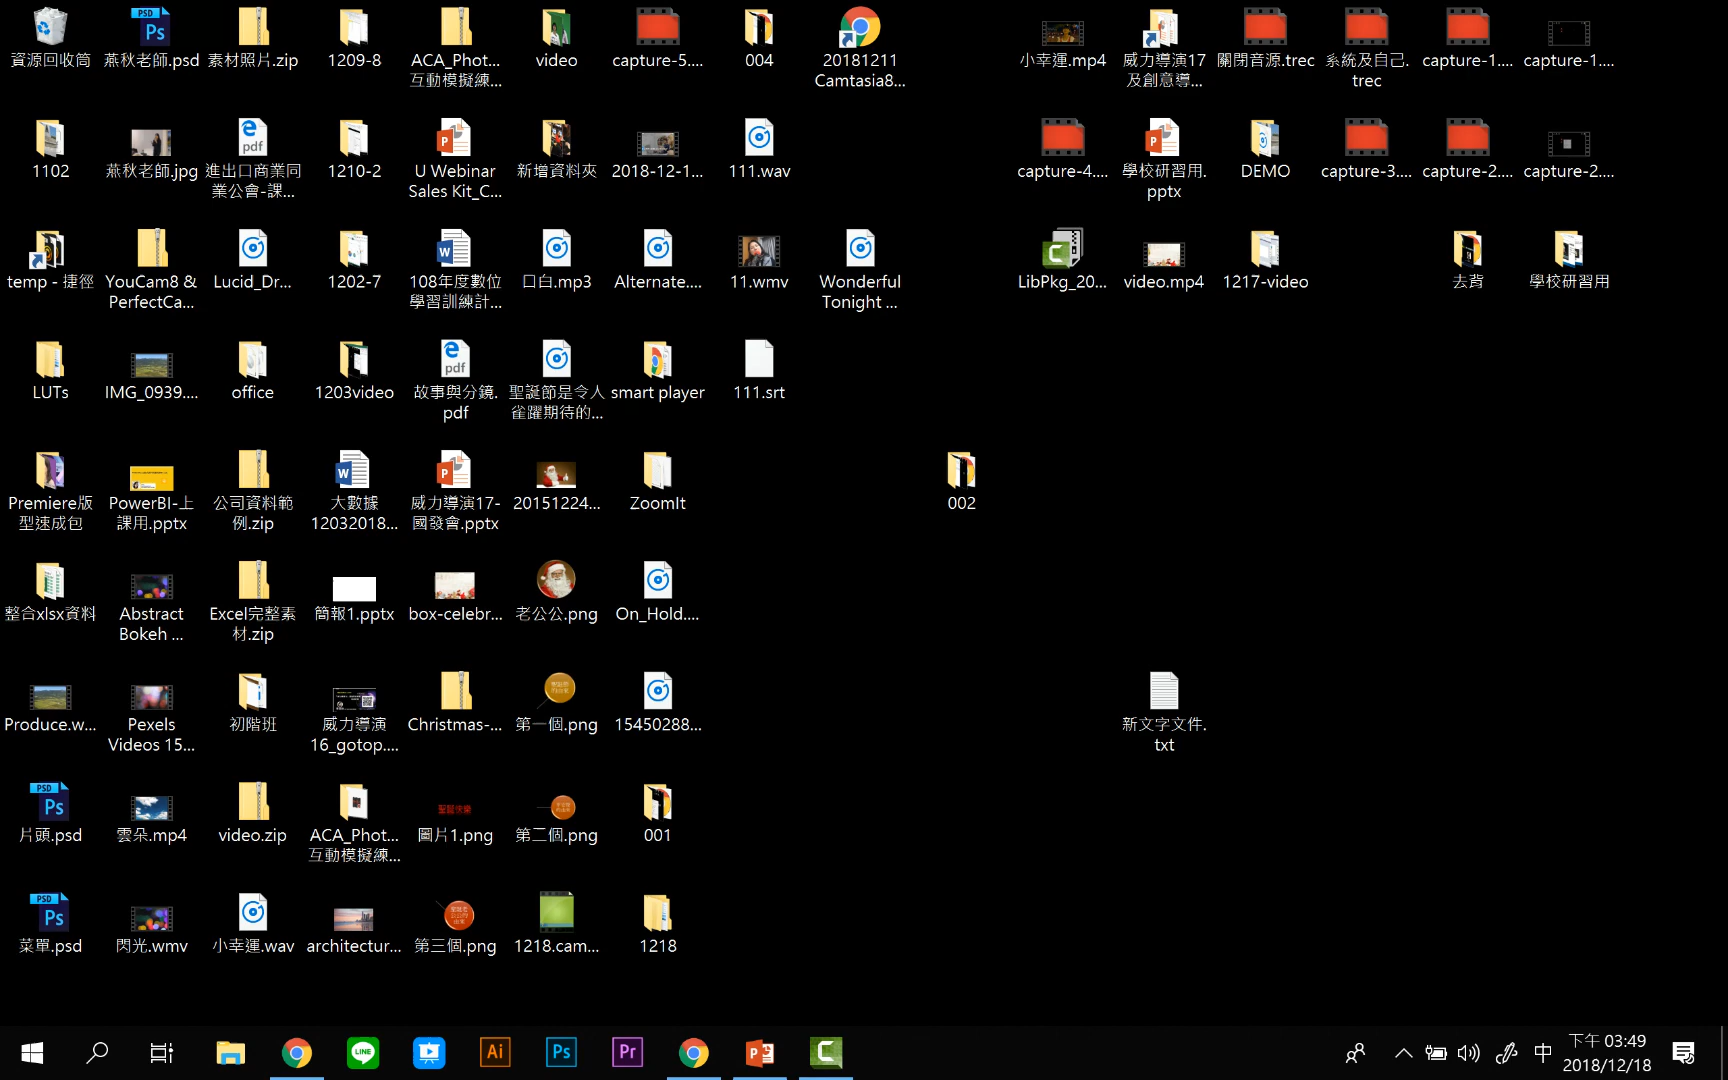 資源回收筒
燕秋老師.psd
素材照片.zip
1209-8
ACA_Phot...
互動模擬練...
video
capture-5....
004
20181211
Camtasia8...
小幸運.mp4
威力導演17
及創意導...
關閉音源.trec
系統及自己.
trec
capture-1....
capture-1....
1102
燕秋老師.jpg
進出口商業同
業公會-課...
1210-2
U Webinar
Sales Kit_C...
新增資料夾
2018-12-1...
111.wav
capture-4....
學校研習用.
pptx
DEMO
capture-3....
capture-2....
capture-2....
temp - 捷徑
YouCam8 &
PerfectCa...
Lucid_Dr...
1202-7
108年度數位
學習訓練計...
口白.mp3
Alternate....
11.wmv
Wonderful
Tonight ...
LibPkg_20...
video.mp4
1217-video
去背
學校研習用
LUTs
IMG_0939....
office
1203video
故事與分鏡.
pdf
聖誕節是令人
雀躍期待的...
smart player
111.srt
Premiere版
型速成包
PowerBI-上
課用.pptx
公司資料範
例.zip
大數據
12032018...
威力導演17-
國發會.pptx
20151224...
ZoomIt
002
整合xlsx資料
Abstract
Bokeh ...
Excel完整素
材.zip
簡報1.pptx
box-celebr...
老公公.png
On_Hold....
Produce.w...
Pexels
Videos 15...
初階班
威力導演
16_gotop....
Christmas-...
第一個.png
15450288...
新文字文件.
txt
片頭.psd
雲朵.mp4
video.zip
ACA_Phot...
互動模擬練...
圖片1.png
第二個.png
001
菜單.psd
閃光.wmv
小幸運.wav
architectur...
第三個.png
1218.cam...
1218
下午 03:49
中
2018/12/18